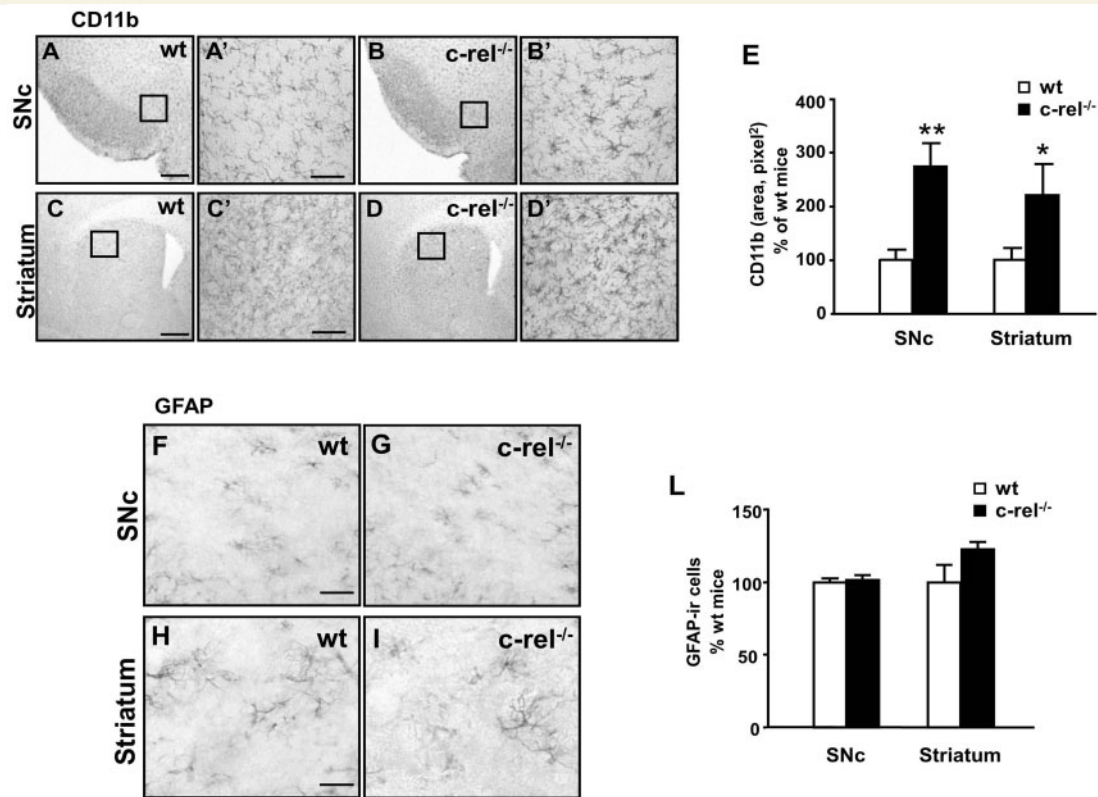 CD11b
A wt A’ B c-rel⁻/⁻ B’
SNc
C wt C’ D c-rel⁻/⁻ D’
Striatum
E
wt
c-rel⁻/⁻
CD11b (area, pixel²)
% of wt mice
400
300
200
100
0
** *
SNc Striatum
GFAP
F wt G c-rel⁻/⁻
SNc
H wt I c-rel⁻/⁻
Striatum
L
wt
c-rel⁻/⁻
GFAP-ir cells
% wt mice
150
100
50
0
SNc Striatum